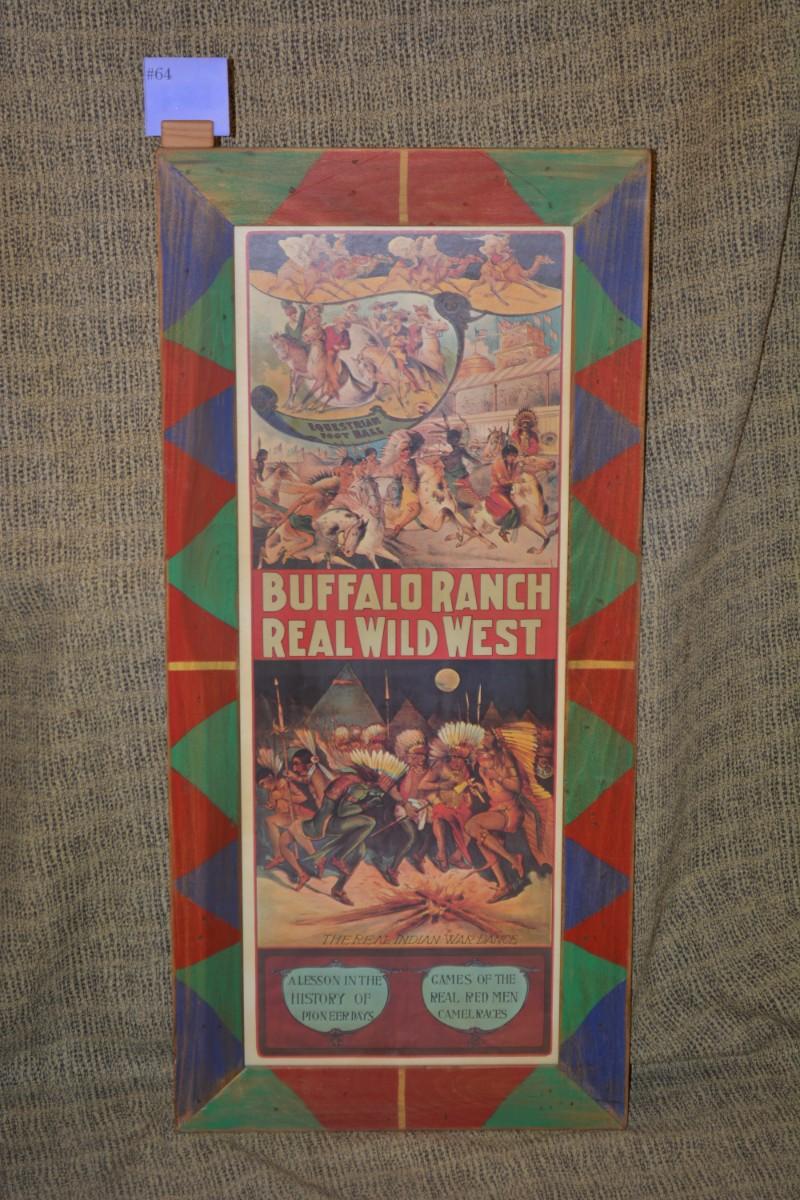 #64
EQUESTRIAN
FOOT BALL
BUFFALO RANCH
REAL WILD WEST
THE REAL INDIAN WAR DANCE
A LESSON IN THE
HISTORY OF
PIONEER DAYS
GAMES OF THE
REAL RED MEN
CAMEL RACES